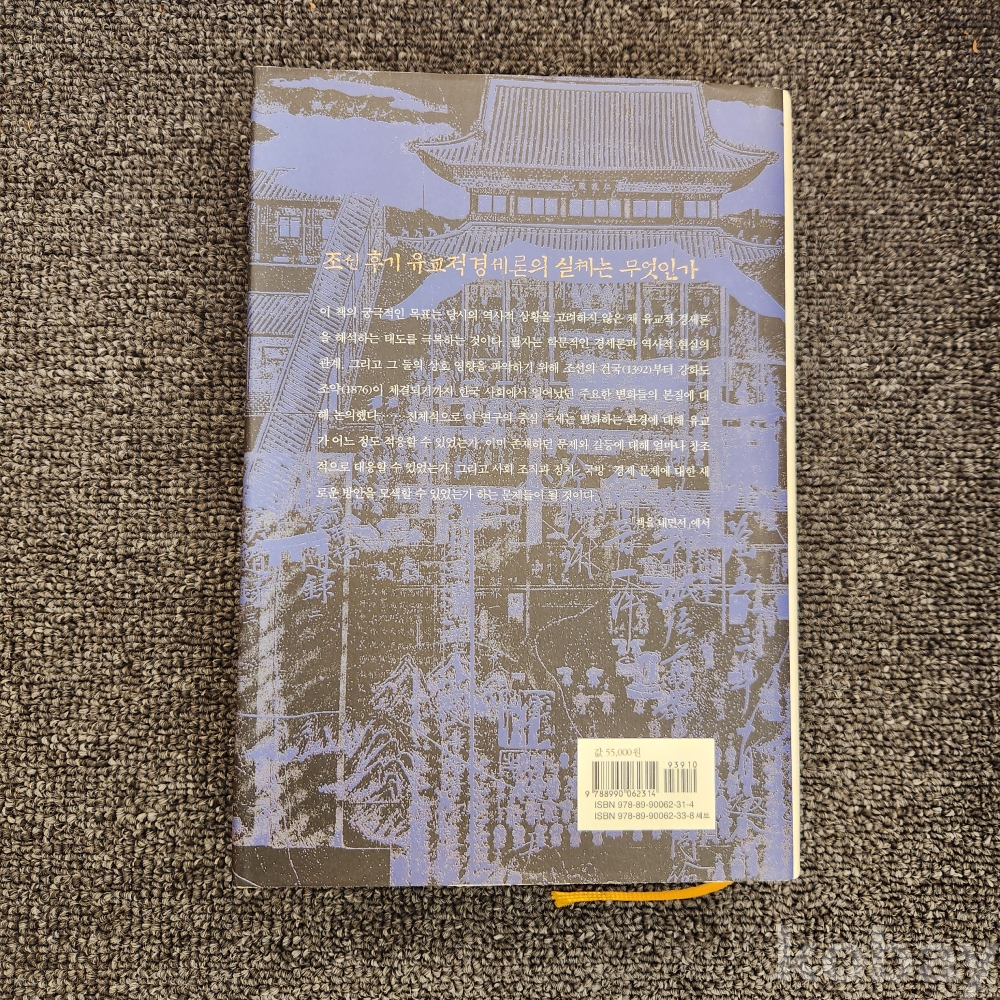 조선 후기 유교적 경세론의 실체는 무엇인가
이 책의 궁극적인 목표는 당시의 역사적 상황을 고려하지 않은 채 유교적 경세론
을 해석하는 태도를 극복하는 것이다. 필자는 학문적인 경세론과 역사적 현실의
관계, 그리고 그 둘의 상호 영향을 파악하기 위해 조선의 건국(1392)부터 강화도
조약(1876)이 체결되기까지 한국 사회에서 일어났던 주요한 변화들의 본질에 대
해 논의했다.……전체적으로 이 연구의 중심 주제는 변화하는 환경에 대해 유교
가 어느 정도 적응할 수 있었는가, 이미 존재하던 문제와 갈등에 대해 얼마나 창조
적으로 대응할 수 있었는가, 그리고 사회 조직과 정치·국방·경제 문제에 대한 새
로운 방안을 모색할 수 있었는가 하는 문제들이 될 것이다.
「책을 내면서」에서
값 55,000원
93910
9 788990 062314
ISBN 978-89-90062-31-4
ISBN 978-89-90062-33-8 세트
kobay